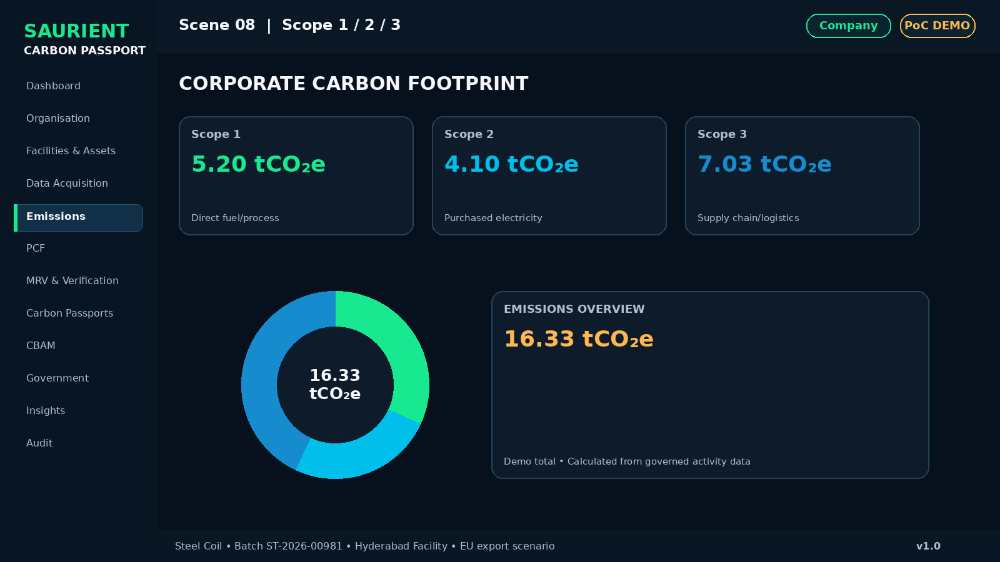 SAURIENT
CARBON PASSPORT
Dashboard
Organisation
Facilities & Assets
Data Acquisition
Emissions
PCF
MRV & Verification
Carbon Passports
CBAM
Government
Insights
Audit
Scene 08 | Scope 1 / 2 / 3
Company
PoC DEMO
CORPORATE CARBON FOOTPRINT
Scope 1
5.20 tCO₂e
Direct fuel/process
Scope 2
4.10 tCO₂e
Purchased electricity
Scope 3
7.03 tCO₂e
Supply chain/logistics
16.33
tCO₂e
EMISSIONS OVERVIEW
16.33 tCO₂e
Demo total • Calculated from governed activity data
Steel Coil • Batch ST-2026-00981 • Hyderabad Facility • EU export scenario
v1.0